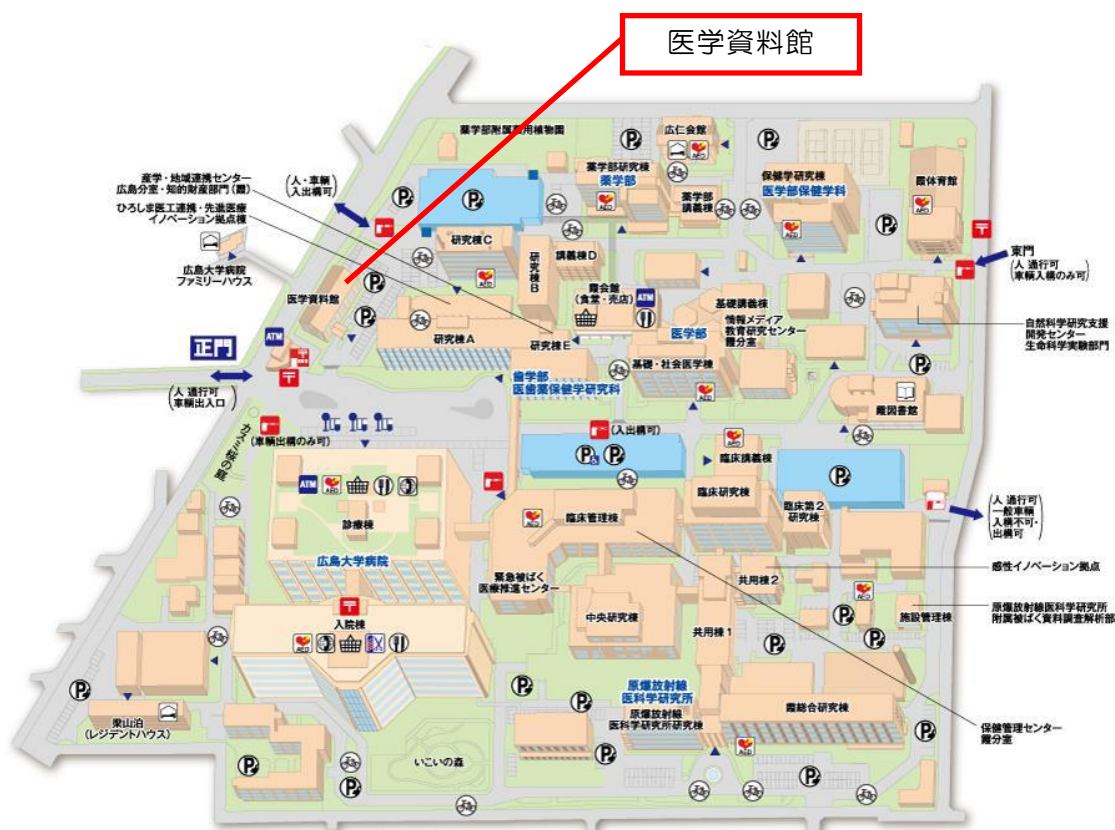 医学資料館
薬学部附属薬用植物園
広仁会館
AED
産学・地域連携センター
広島分室・知的財産部門(霞)
ひろしま医工連携・先進医療
イノベーション拠点棟
(人・車輌
入出構可)
薬学部研究棟
薬学部
AED
薬学部
講義棟
保健学研究棟
医学部保健学科
AED
霞体育館
AED
広島大学病院
ファミリーハウス
研究棟C
AED
研究棟B
講義棟D
東門
(人 通行可
車輌入構のみ可)
医学資料館
霞会館
(食堂・売店)
ATM
基礎講義棟
情報メディア
教育研究センター
霞分室
医学部
自然科学研究支援
開発センター
生命科学実験部門
正門
ATM
研究棟A
研究棟E
基礎・社会医学棟
AED
歯学部
医歯薬保健学研究科
(人 通行可
車輌出入口)
霞図書館
カスミ桜の庭
(車輌出構のみ可)
(入出構可)
AED
臨床講義棟
ATM
AED
診療棟
AED
臨床管理棟
臨床研究棟
臨床第2
研究棟
(人 通行可
一般車輌
入構不可・
出構可)
広島大学病院
緊急被ばく
医療推進センター
共用棟2
感性イノベーション拠点
入院棟
AED
中央研究棟
共用棟1
AED
施設管理棟
原爆放射線医科学研究所
附属被ばく資料調査解析部
原爆放射線
医科学研究所
原爆放射線
医科学研究所研究棟
霞総合研究棟
AED
梁山泊
(レジデントハウス)
いこいの森
保健管理センター
霞分室